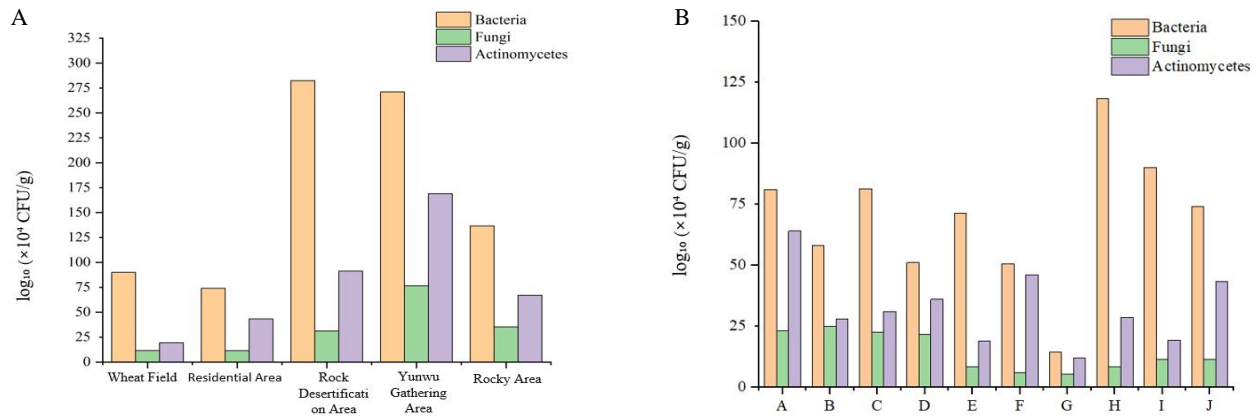 A
Bacteria
Fungi
Actinomycetes
325
300
275
250
225
200
175
150
125
100
75
50
25
0
log₁₀ (×10⁴ CFU/g)
Wheat Field
Residential Area
Rock
Desertificati
on Area
Yunwu
Gathering
Area
Rocky Area
B
Bacteria
Fungi
Actinomycetes
150
125
100
75
50
25
0
log₁₀ (×10⁴ CFU/g)
A B C D E F G H I J